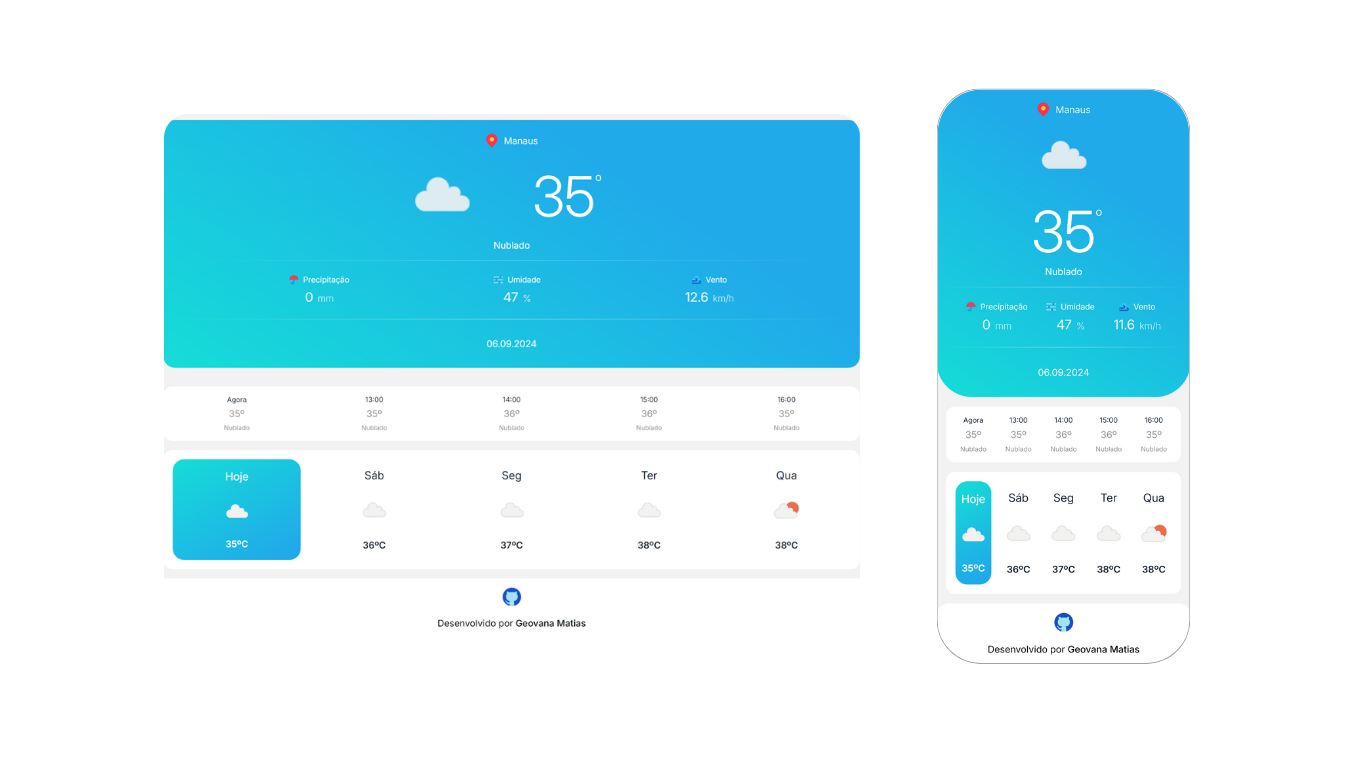 Manaus
35º
Nublado
Precipitação Umidade Vento
0 mm 47 % 12.6 km/h
06.09.2024
Agora 13:00 14:00 15:00 16:00
35º 35º 36º 36º 35º
Nublado Nublado Nublado Nublado Nublado
Hoje Sáb Seg Ter Qua
35ºC 36ºC 37ºC 38ºC 38ºC
Desenvolvido por Geovana Matias
Manaus
35º
Nublado
Precipitação Umidade Vento
0 mm 47 % 11.6 km/h
06.09.2024
Agora 13:00 14:00 15:00 16:00
35º 35º 36º 36º 35º
Nublado Nublado Nublado Nublado Nublado
Hoje Sáb Seg Ter Qua
35ºC 36ºC 37ºC 38ºC 38ºC
Desenvolvido por Geovana Matias